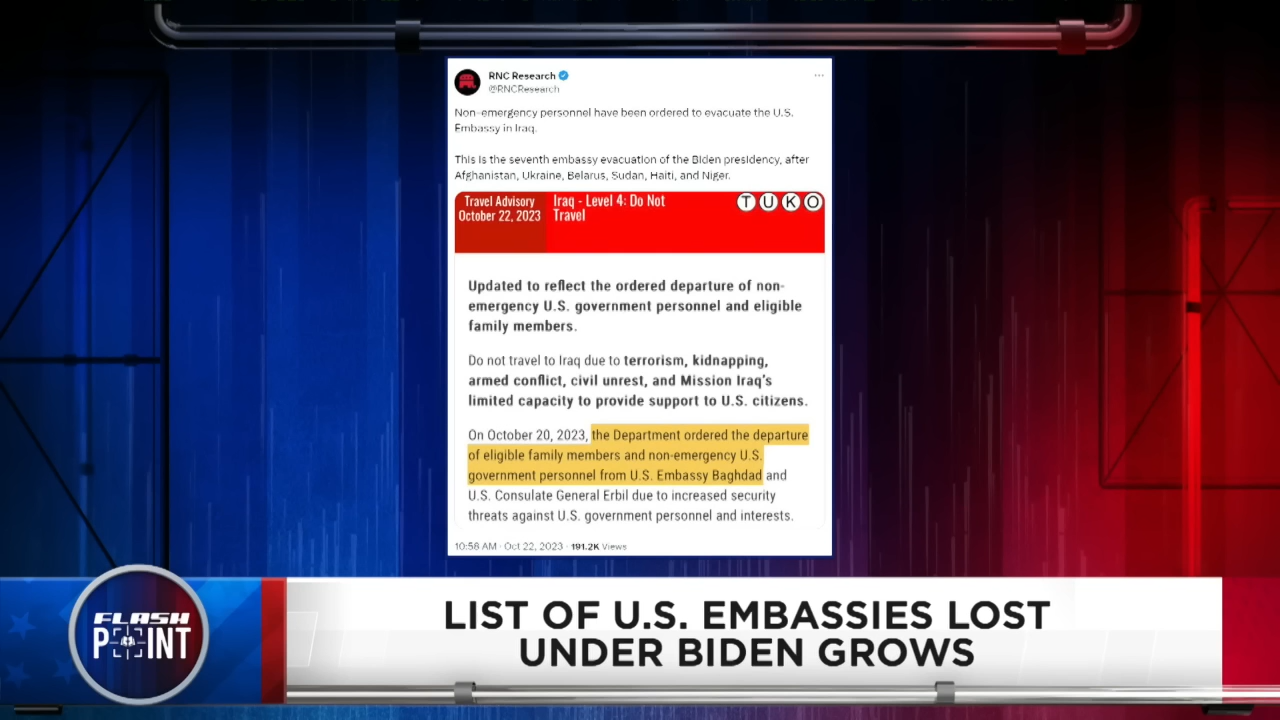 RNC Research
@RNCResearch
Non-emergency personnel have been ordered to evacuate the U.S.
Embassy in Iraq.
This is the seventh embassy evacuation of the Biden presidency, after
Afghanistan, Ukraine, Belarus, Sudan, Haiti, and Niger.
Travel Advisory
October 22, 2023
Iraq - Level 4: Do Not
Travel
T U K O
Updated to reflect the ordered departure of non-
emergency U.S. government personnel and eligible
family members.
Do not travel to Iraq due to terrorism, kidnapping,
armed conflict, civil unrest, and Mission Iraq's
limited capacity to provide support to U.S. citizens.
On October 20, 2023, the Department ordered the departure
of eligible family members and non-emergency U.S.
government personnel from U.S. Embassy Baghdad and
U.S. Consulate General Erbil due to increased security
threats against U.S. government personnel and interests.
10:58 AM · Oct 22, 2023 · 191.2K Views
FLASH
POINT
LIST OF U.S. EMBASSIES LOST
UNDER BIDEN GROWS